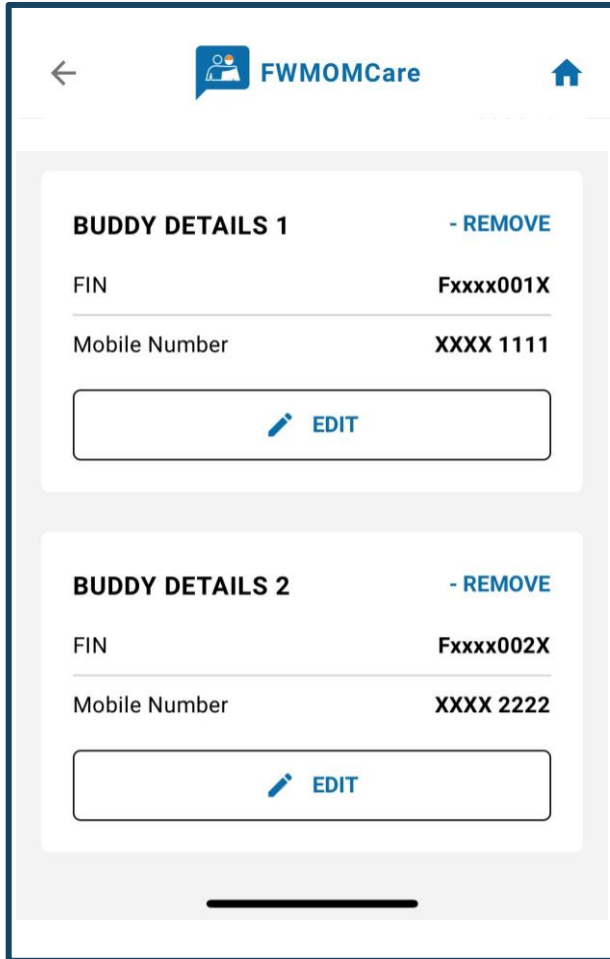 FWMOMCare
BUDDY DETAILS 1 - REMOVE
FIN Fxxxx001X
Mobile Number XXXX 1111
EDIT
BUDDY DETAILS 2 - REMOVE
FIN Fxxxx002X
Mobile Number XXXX 2222
EDIT